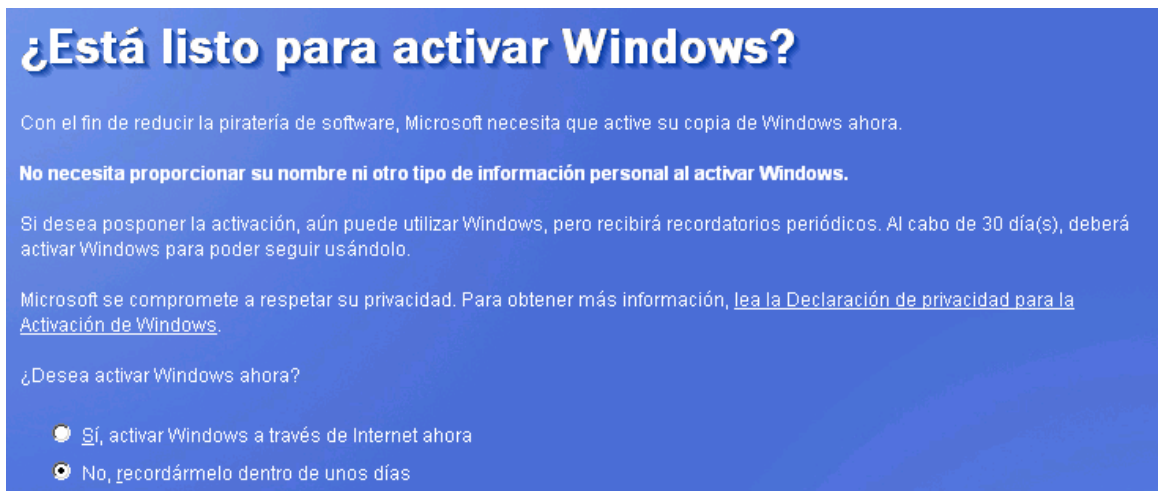 ¿Está listo para activar Windows?
Con el fin de reducir la piratería de software, Microsoft necesita que active su copia de Windows ahora.
No necesita proporcionar su nombre ni otro tipo de información personal al activar Windows.
Si desea posponer la activación, aún puede utilizar Windows, pero recibirá recordatorios periódicos. Al cabo de 30 día(s), deberá
activar Windows para poder seguir usándolo.
Microsoft se compromete a respetar su privacidad. Para obtener más información, lea la Declaración de privacidad para la
Activación de Windows.
¿Desea activar Windows ahora?
Sí, activar Windows a través de Internet ahora
No, recordármelo dentro de unos días